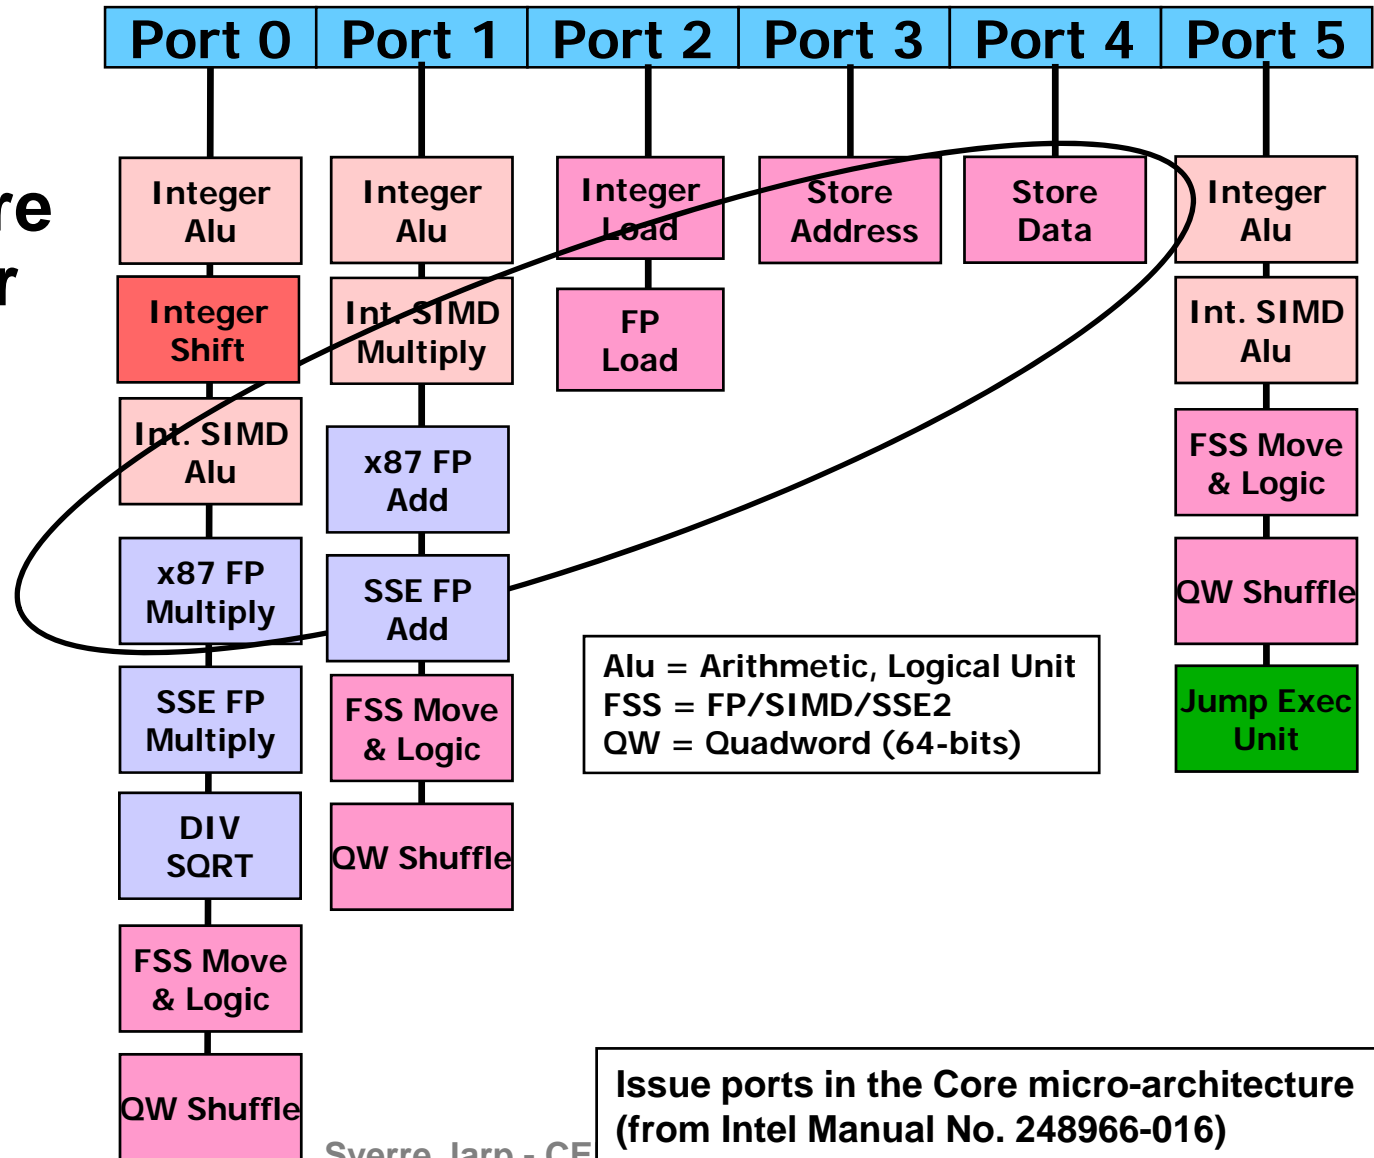 Port 0 Port 1 Port 2 Port 3 Port 4 Port 5
Integer
Alu
Integer
Shift
Int. SIMD
Alu
x87 FP
Multiply
SSE FP
Multiply
DIV
SQRT
FSS Move
& Logic
QW Shuffle
Integer
Alu
Int. SIMD
Multiply
x87 FP
Add
SSE FP
Add
FSS Move
& Logic
QW Shuffle
Integer
Load
FP
Load
Store
Address
Store
Data
Integer
Alu
Int. SIMD
Alu
FSS Move
& Logic
QW Shuffle
Jump Exec
Unit
Alu = Arithmetic, Logical Unit
FSS = FP/SIMD/SSE2
QW = Quadword (64-bits)
Issue ports in the Core micro-architecture
(from Intel Manual No. 248966-016)
Sverre Jarp - CE